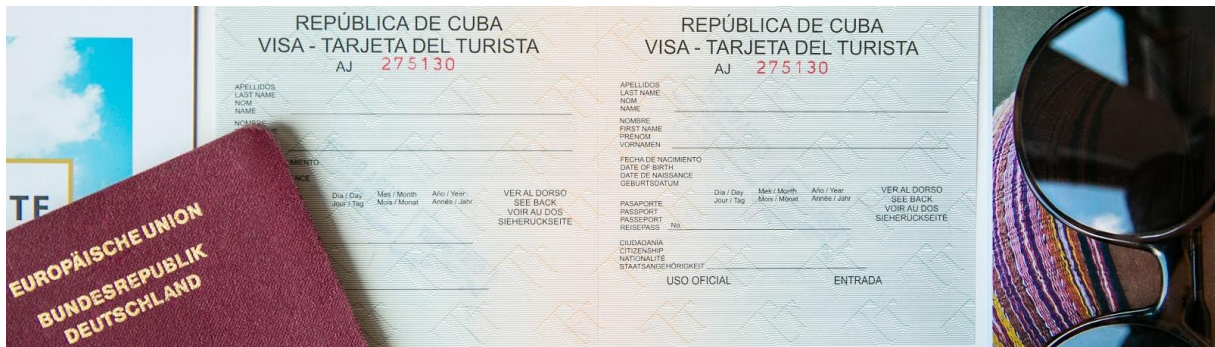 TE
EUROPÄISCHE UNION
BUNDESREPUBLIK
DEUTSCHLAND
REPÚBLICA DE CUBA
VISA - TARJETA DEL TURISTA
AJ 275130
APELLIDOS
LAST NAME
NOM
NAME
NOMBRE
Día / Day Mes / Month Año / Year
Jour / Tag Mois / Monat Année / Jahr
VER AL DORSO
SEE BACK
VOIR AU DOS
SIEHERÜCKSEITE
REPÚBLICA DE CUBA
VISA - TARJETA DEL TURISTA
AJ 275130
APELLIDOS
LAST NAME
NOM
NAME
NOMBRE
FIRST NAME
PRÉNOM
VORNAMEN
FECHA DE NACIMIENTO
DATE OF BIRTH
DATE DE NAISSANCE
GEBURTSDATUM
Día / Day Mes / Month Año / Year
Jour / Tag Mois / Monat Année / Jahr
VER AL DORSO
SEE BACK
VOIR AU DOS
SIEHERÜCKSEITE
PASAPORTE
PASSPORT
PASSEPORT
REISEPASS No.
CIUDADANÍA
CITIZENSHIP
NATIONALITÉ
STAATSANGEHÖRIGKEIT
USO OFICIAL ENTRADA